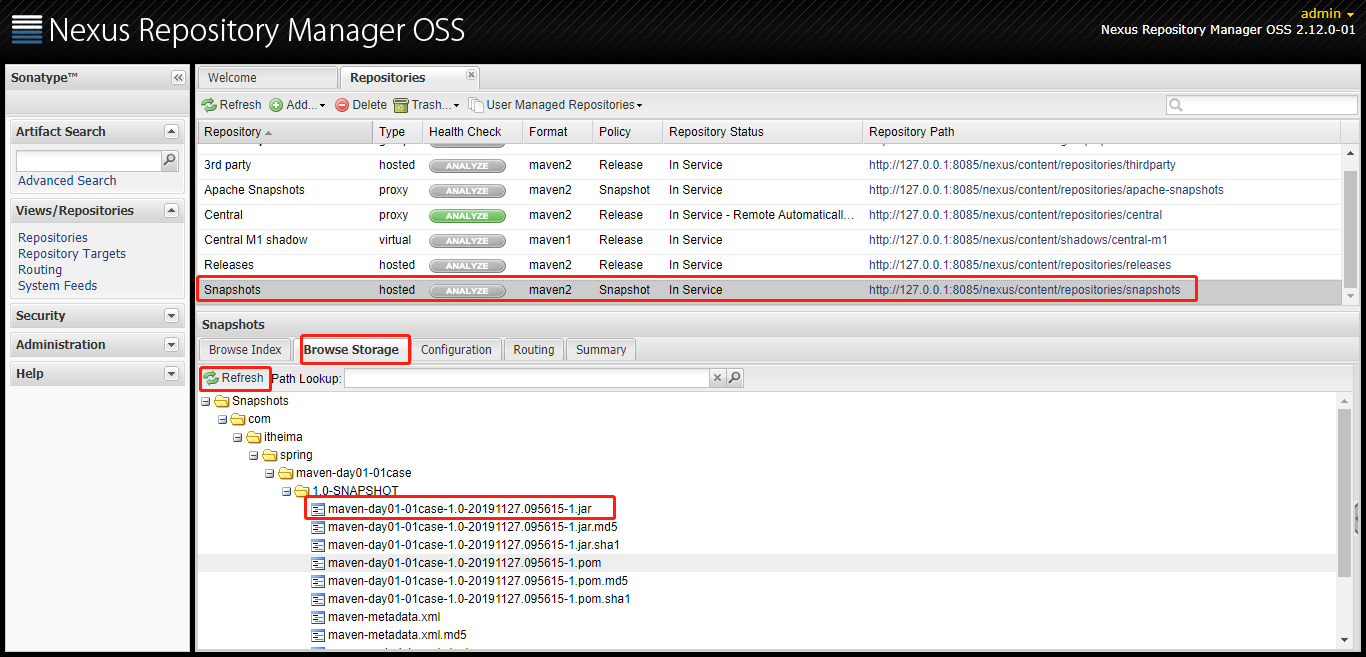 Nexus Repository Manager OSS
admin
Nexus Repository Manager OSS 2.12.0-01
Sonatype™
Welcome
Repositories
Refresh Add... Delete Trash... User Managed Repositories
Artifact Search
Advanced Search
Views/Repositories
Repositories
Repository Targets
Routing
System Feeds
Security
Administration
Help
Repository Type Health Check Format Policy Repository Status Repository Path
3rd party hosted ANALYZE maven2 Release In Service http://127.0.0.1:8085/nexus/content/repositories/thirdparty
Apache Snapshots proxy ANALYZE maven2 Snapshot In Service http://127.0.0.1:8085/nexus/content/repositories/apache-snapshots
Central proxy ANALYZE maven2 Release In Service - Remote Automaticall... http://127.0.0.1:8085/nexus/content/repositories/central
Central M1 shadow virtual ANALYZE maven1 Release In Service http://127.0.0.1:8085/nexus/content/shadows/central-m1
Releases hosted ANALYZE maven2 Release In Service http://127.0.0.1:8085/nexus/content/repositories/releases
Snapshots hosted ANALYZE maven2 Snapshot In Service http://127.0.0.1:8085/nexus/content/repositories/snapshots
Snapshots
Browse Index Browse Storage Configuration Routing Summary
Refresh Path Lookup:
Snapshots
com
itheima
spring
maven-day01-01case
1.0-SNAPSHOT
maven-day01-01case-1.0-20191127.095615-1.jar
maven-day01-01case-1.0-20191127.095615-1.jar.md5
maven-day01-01case-1.0-20191127.095615-1.jar.sha1
maven-day01-01case-1.0-20191127.095615-1.pom
maven-day01-01case-1.0-20191127.095615-1.pom.md5
maven-day01-01case-1.0-20191127.095615-1.pom.sha1
maven-metadata.xml
maven-metadata.xml.md5